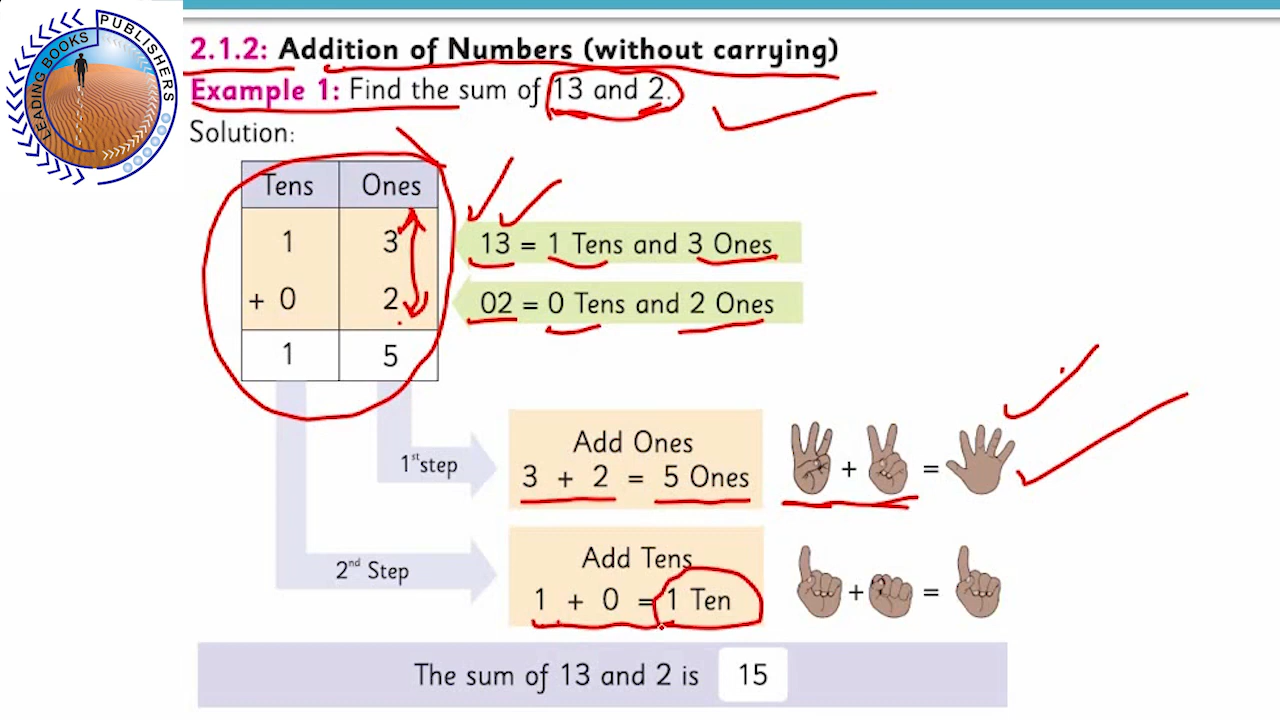 LEADING BOOKS PUBLISHERS
2.1.2: Addition of Numbers (without carrying)
Example 1: Find the sum of 13 and 2.
Solution:
Tens Ones
1 3
+ 0 2
1 5
13 = 1 Tens and 3 Ones
02 = 0 Tens and 2 Ones
1st step
Add Ones
3 + 2 = 5 Ones
+ =
2nd Step
Add Tens
1 + 0 = 1 Ten
+ =
The sum of 13 and 2 is 15